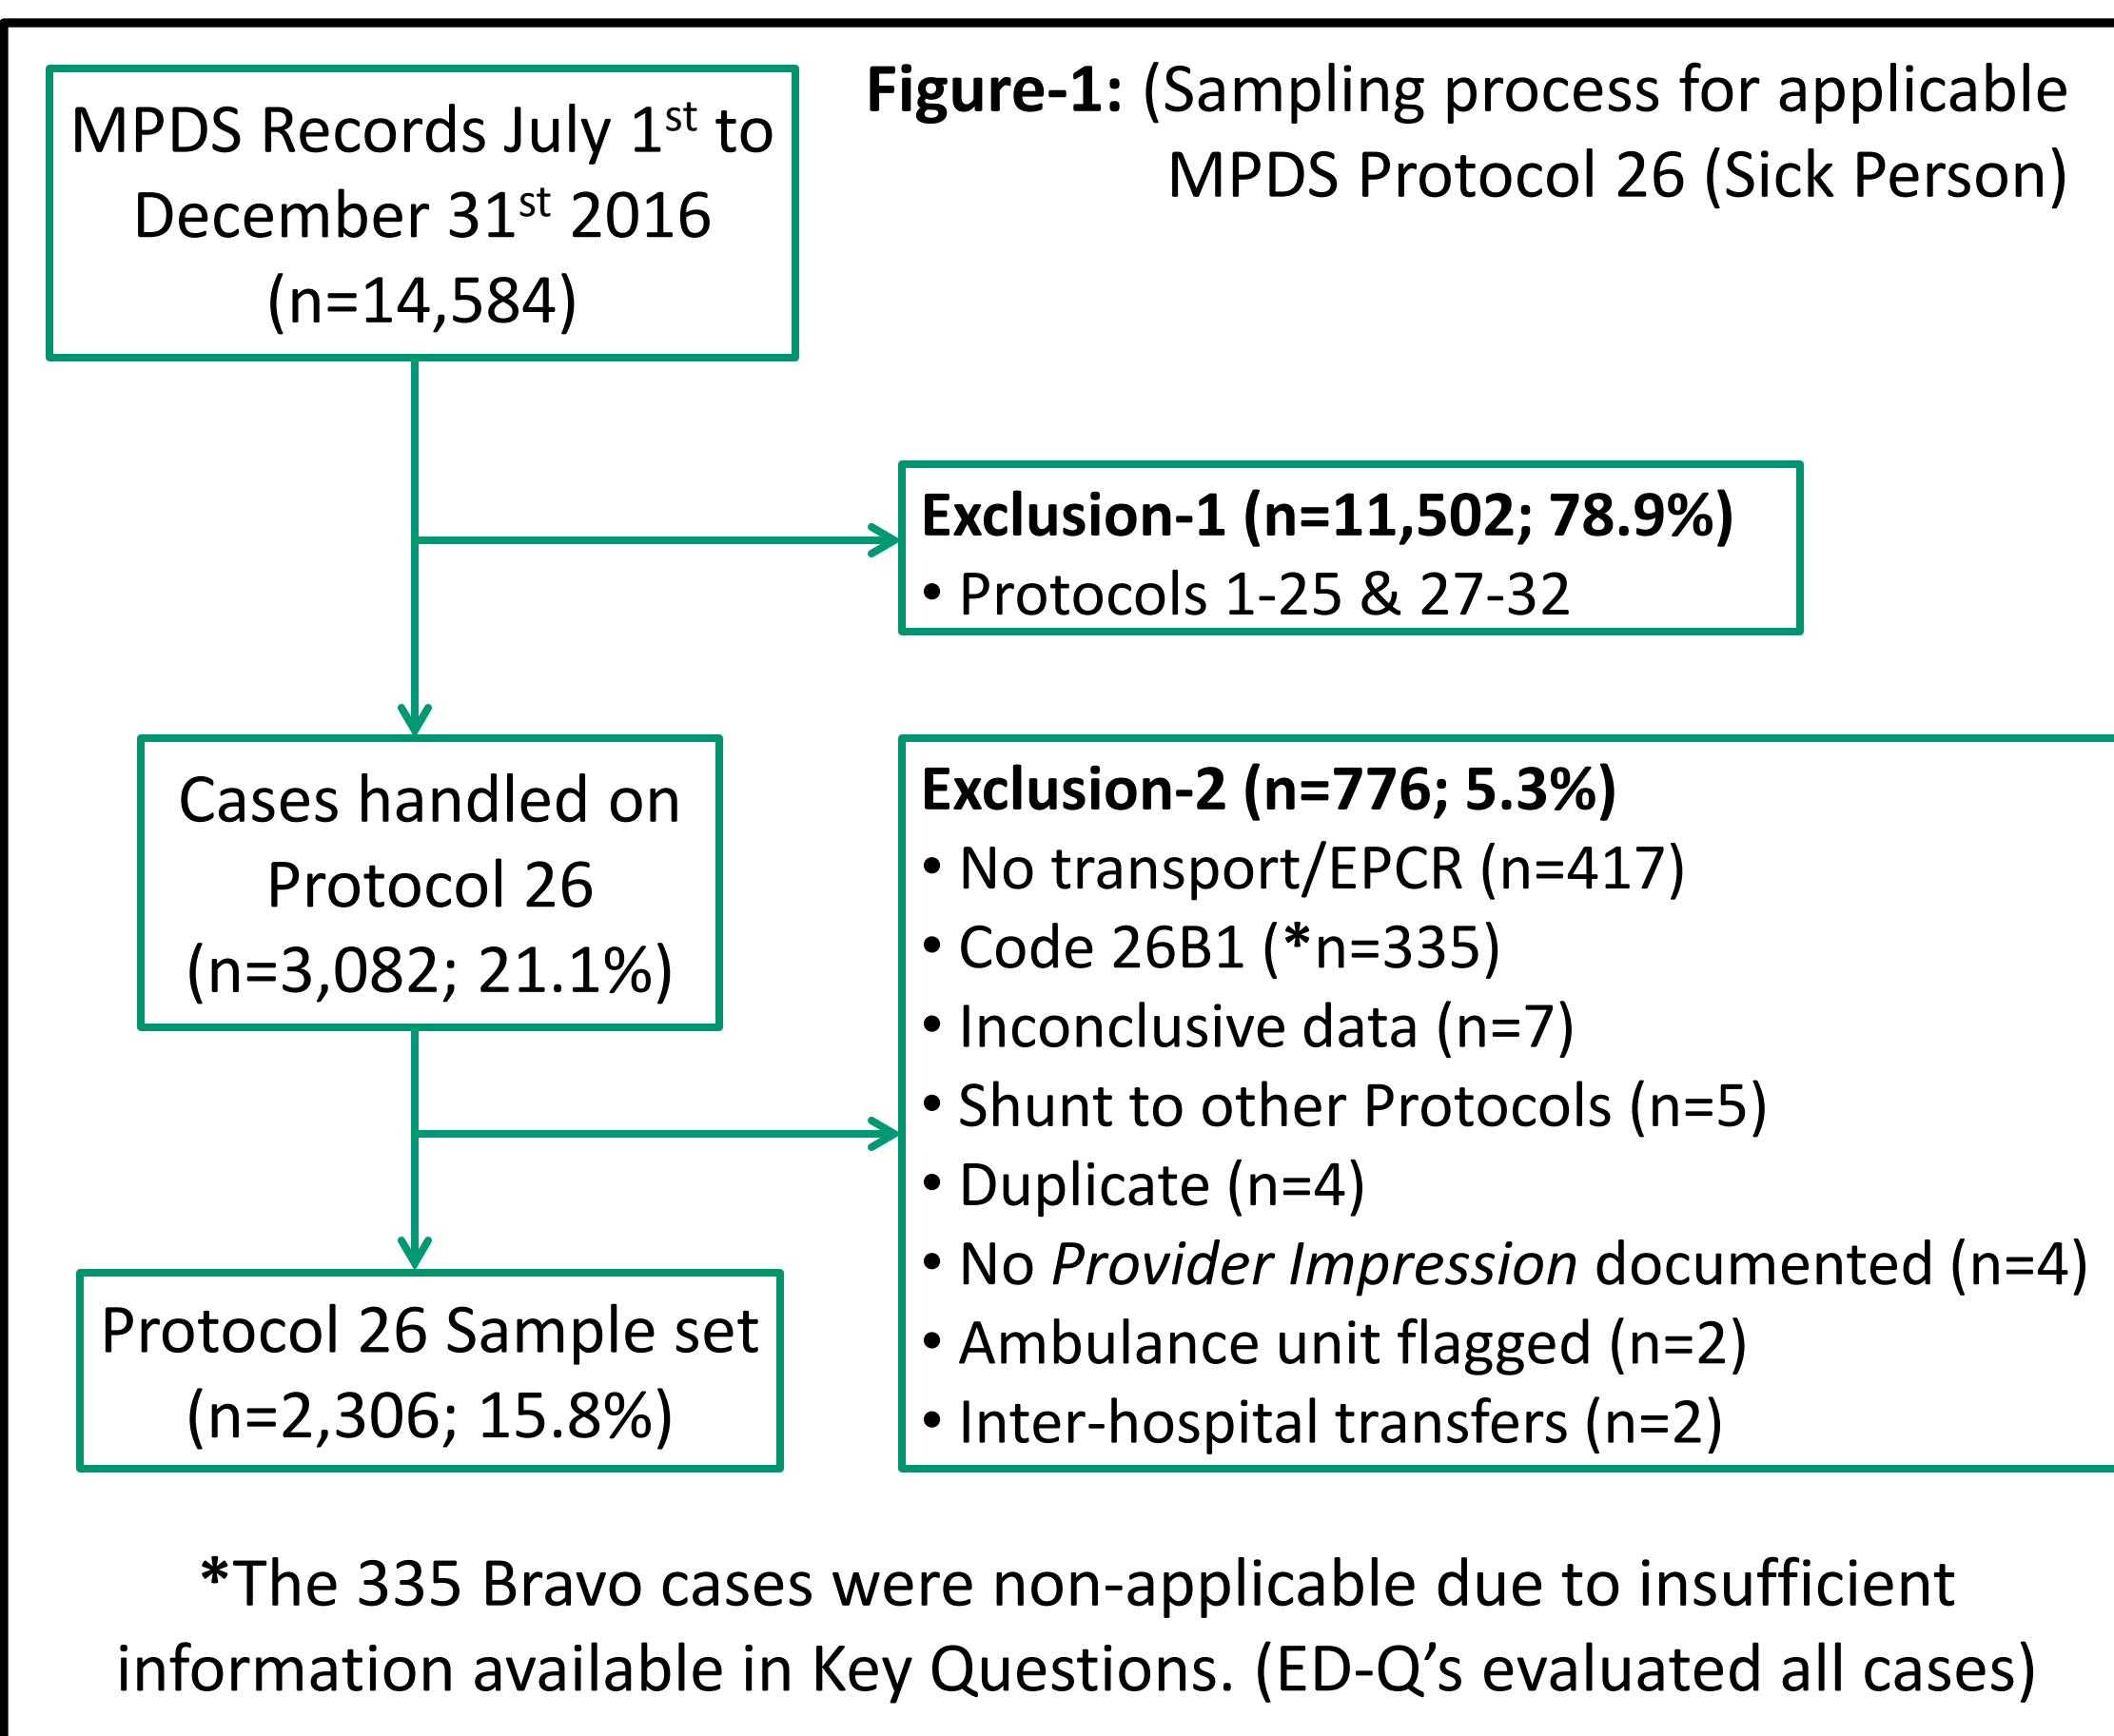 Figure-1: (Sampling process for applicable
MPDS Protocol 26 (Sick Person)
MPDS Records July 1st to
December 31st 2016
(n=14,584)
Exclusion-1 (n=11,502; 78.9%)
• Protocols 1-25 & 27-32
Cases handled on
Protocol 26
(n=3,082; 21.1%)
Exclusion-2 (n=776; 5.3%)
• No transport/EPCR (n=417)
• Code 26B1 (*n=335)
• Inconclusive data (n=7)
• Shunt to other Protocols (n=5)
• Duplicate (n=4)
• No Provider Impression documented (n=4)
• Ambulance unit flagged (n=2)
• Inter-hospital transfers (n=2)
Protocol 26 Sample set
(n=2,306; 15.8%)
*The 335 Bravo cases were non-applicable due to insufficient
information available in Key Questions. (ED-Q’s evaluated all cases)